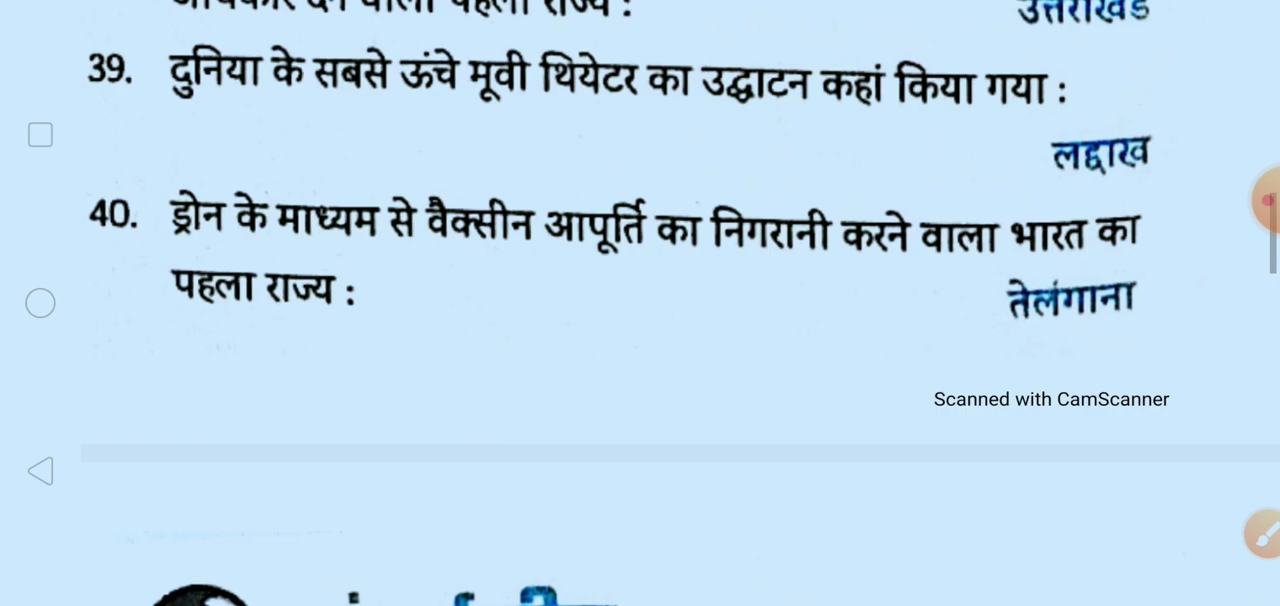 वाला पहला राज्य :
उत्तराखंड
39. दुनिया के सबसे ऊंचे मूवी थियेटर का उद्घाटन कहां किया गया :
लद्दाख
40. ड्रोन के माध्यम से वैक्सीन आपूर्ति का निगरानी करने वाला भारत का
पहला राज्य :
तेलंगाना
Scanned with CamScanner